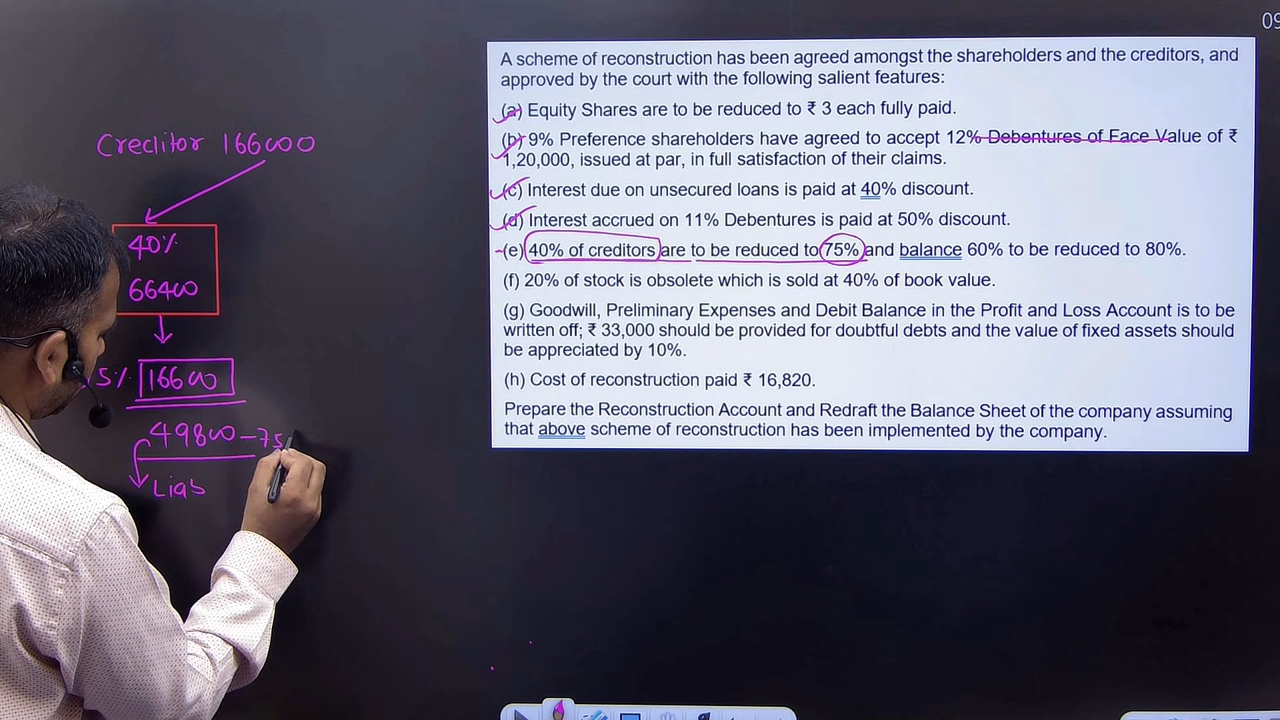 09
A scheme of reconstruction has been agreed amongst the shareholders and the creditors, and
approved by the court with the following salient features:
(a) Equity Shares are to be reduced to ₹ 3 each fully paid.
(b) 9% Preference shareholders have agreed to accept 12% Debentures of Face Value of ₹
1,20,000, issued at par, in full satisfaction of their claims.
(c) Interest due on unsecured loans is paid at 40% discount.
(d) Interest accrued on 11% Debentures is paid at 50% discount.
(e) 40% of creditors are to be reduced to 75% and balance 60% to be reduced to 80%.
(f) 20% of stock is obsolete which is sold at 40% of book value.
(g) Goodwill, Preliminary Expenses and Debit Balance in the Profit and Loss Account is to be
written off; ₹ 33,000 should be provided for doubtful debts and the value of fixed assets should
be appreciated by 10%.
(h) Cost of reconstruction paid ₹ 16,820.
Prepare the Reconstruction Account and Redraft the Balance Sheet of the company assuming
that above scheme of reconstruction has been implemented by the company.
Creditor 166000
40%
66400
5% 16600
49800 - 75
Liab